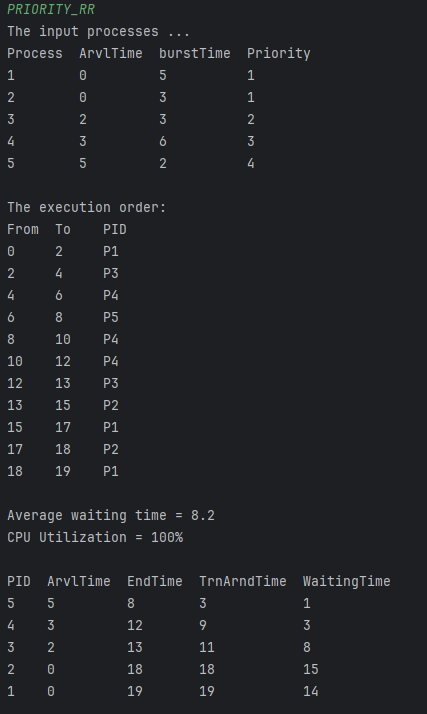 PRIORITY_RR
The input processes ...
Process ArvlTime burstTime Priority
1 0 5 1
2 0 3 1
3 2 3 2
4 3 6 3
5 5 2 4
The execution order:
From To PID
0 2 P1
2 4 P3
4 6 P4
6 8 P5
8 10 P4
10 12 P4
12 13 P3
13 15 P2
15 17 P1
17 18 P2
18 19 P1
Average waiting time = 8.2
CPU Utilization = 100%
PID ArvlTime EndTime TrnArndTime WaitingTime
5 5 8 3 1
4 3 12 9 3
3 2 13 11 8
2 0 18 18 15
1 0 19 19 14